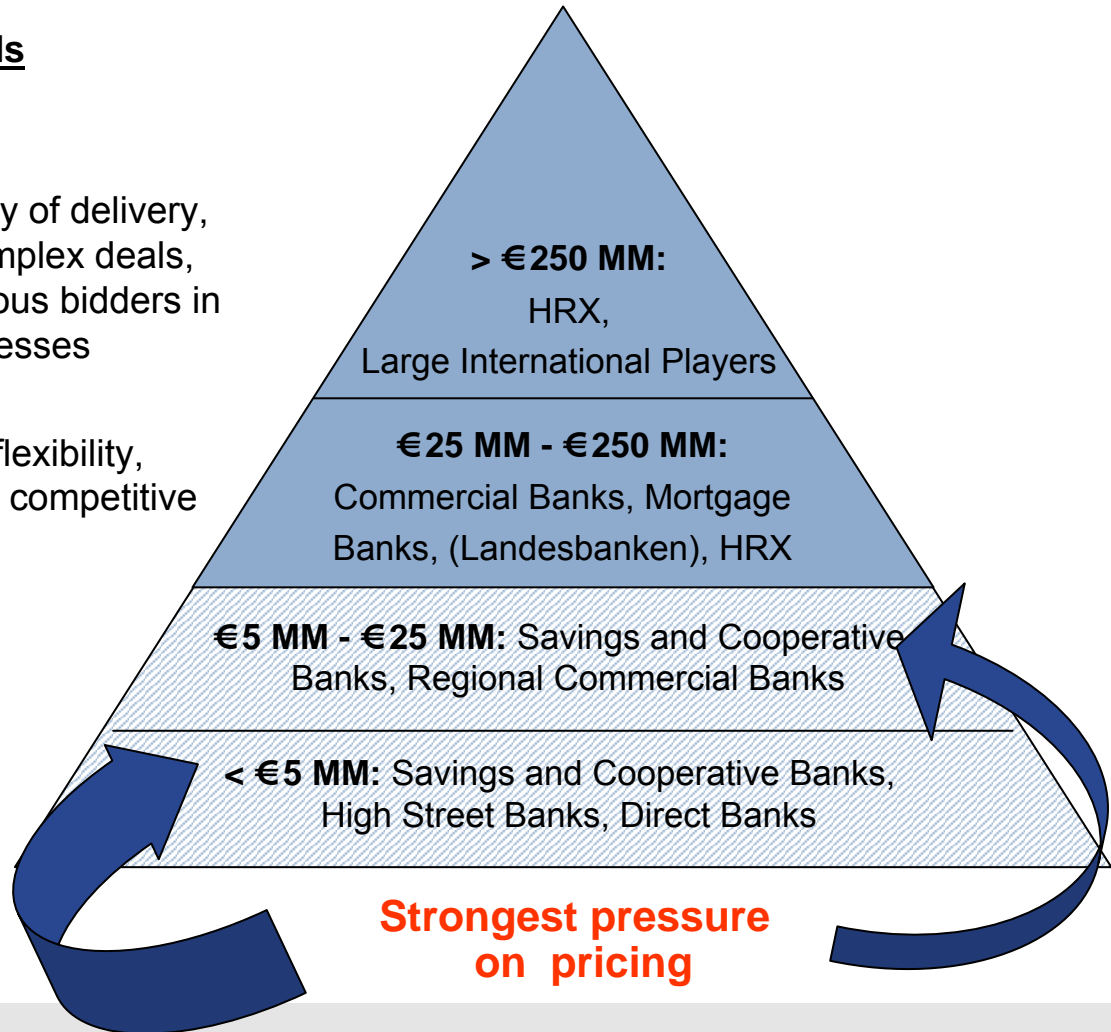 ls
y of delivery,
mplex deals,
ous bidders in
esses
flexibility,
competitive
> €250 MM:
HRX,
Large International Players
€25 MM - €250 MM:
Commercial Banks, Mortgage
Banks, (Landesbanken), HRX
€5 MM - €25 MM: Savings and Cooperative
Banks, Regional Commercial Banks
< €5 MM: Savings and Cooperative Banks,
High Street Banks, Direct Banks
Strongest pressure
on pricing